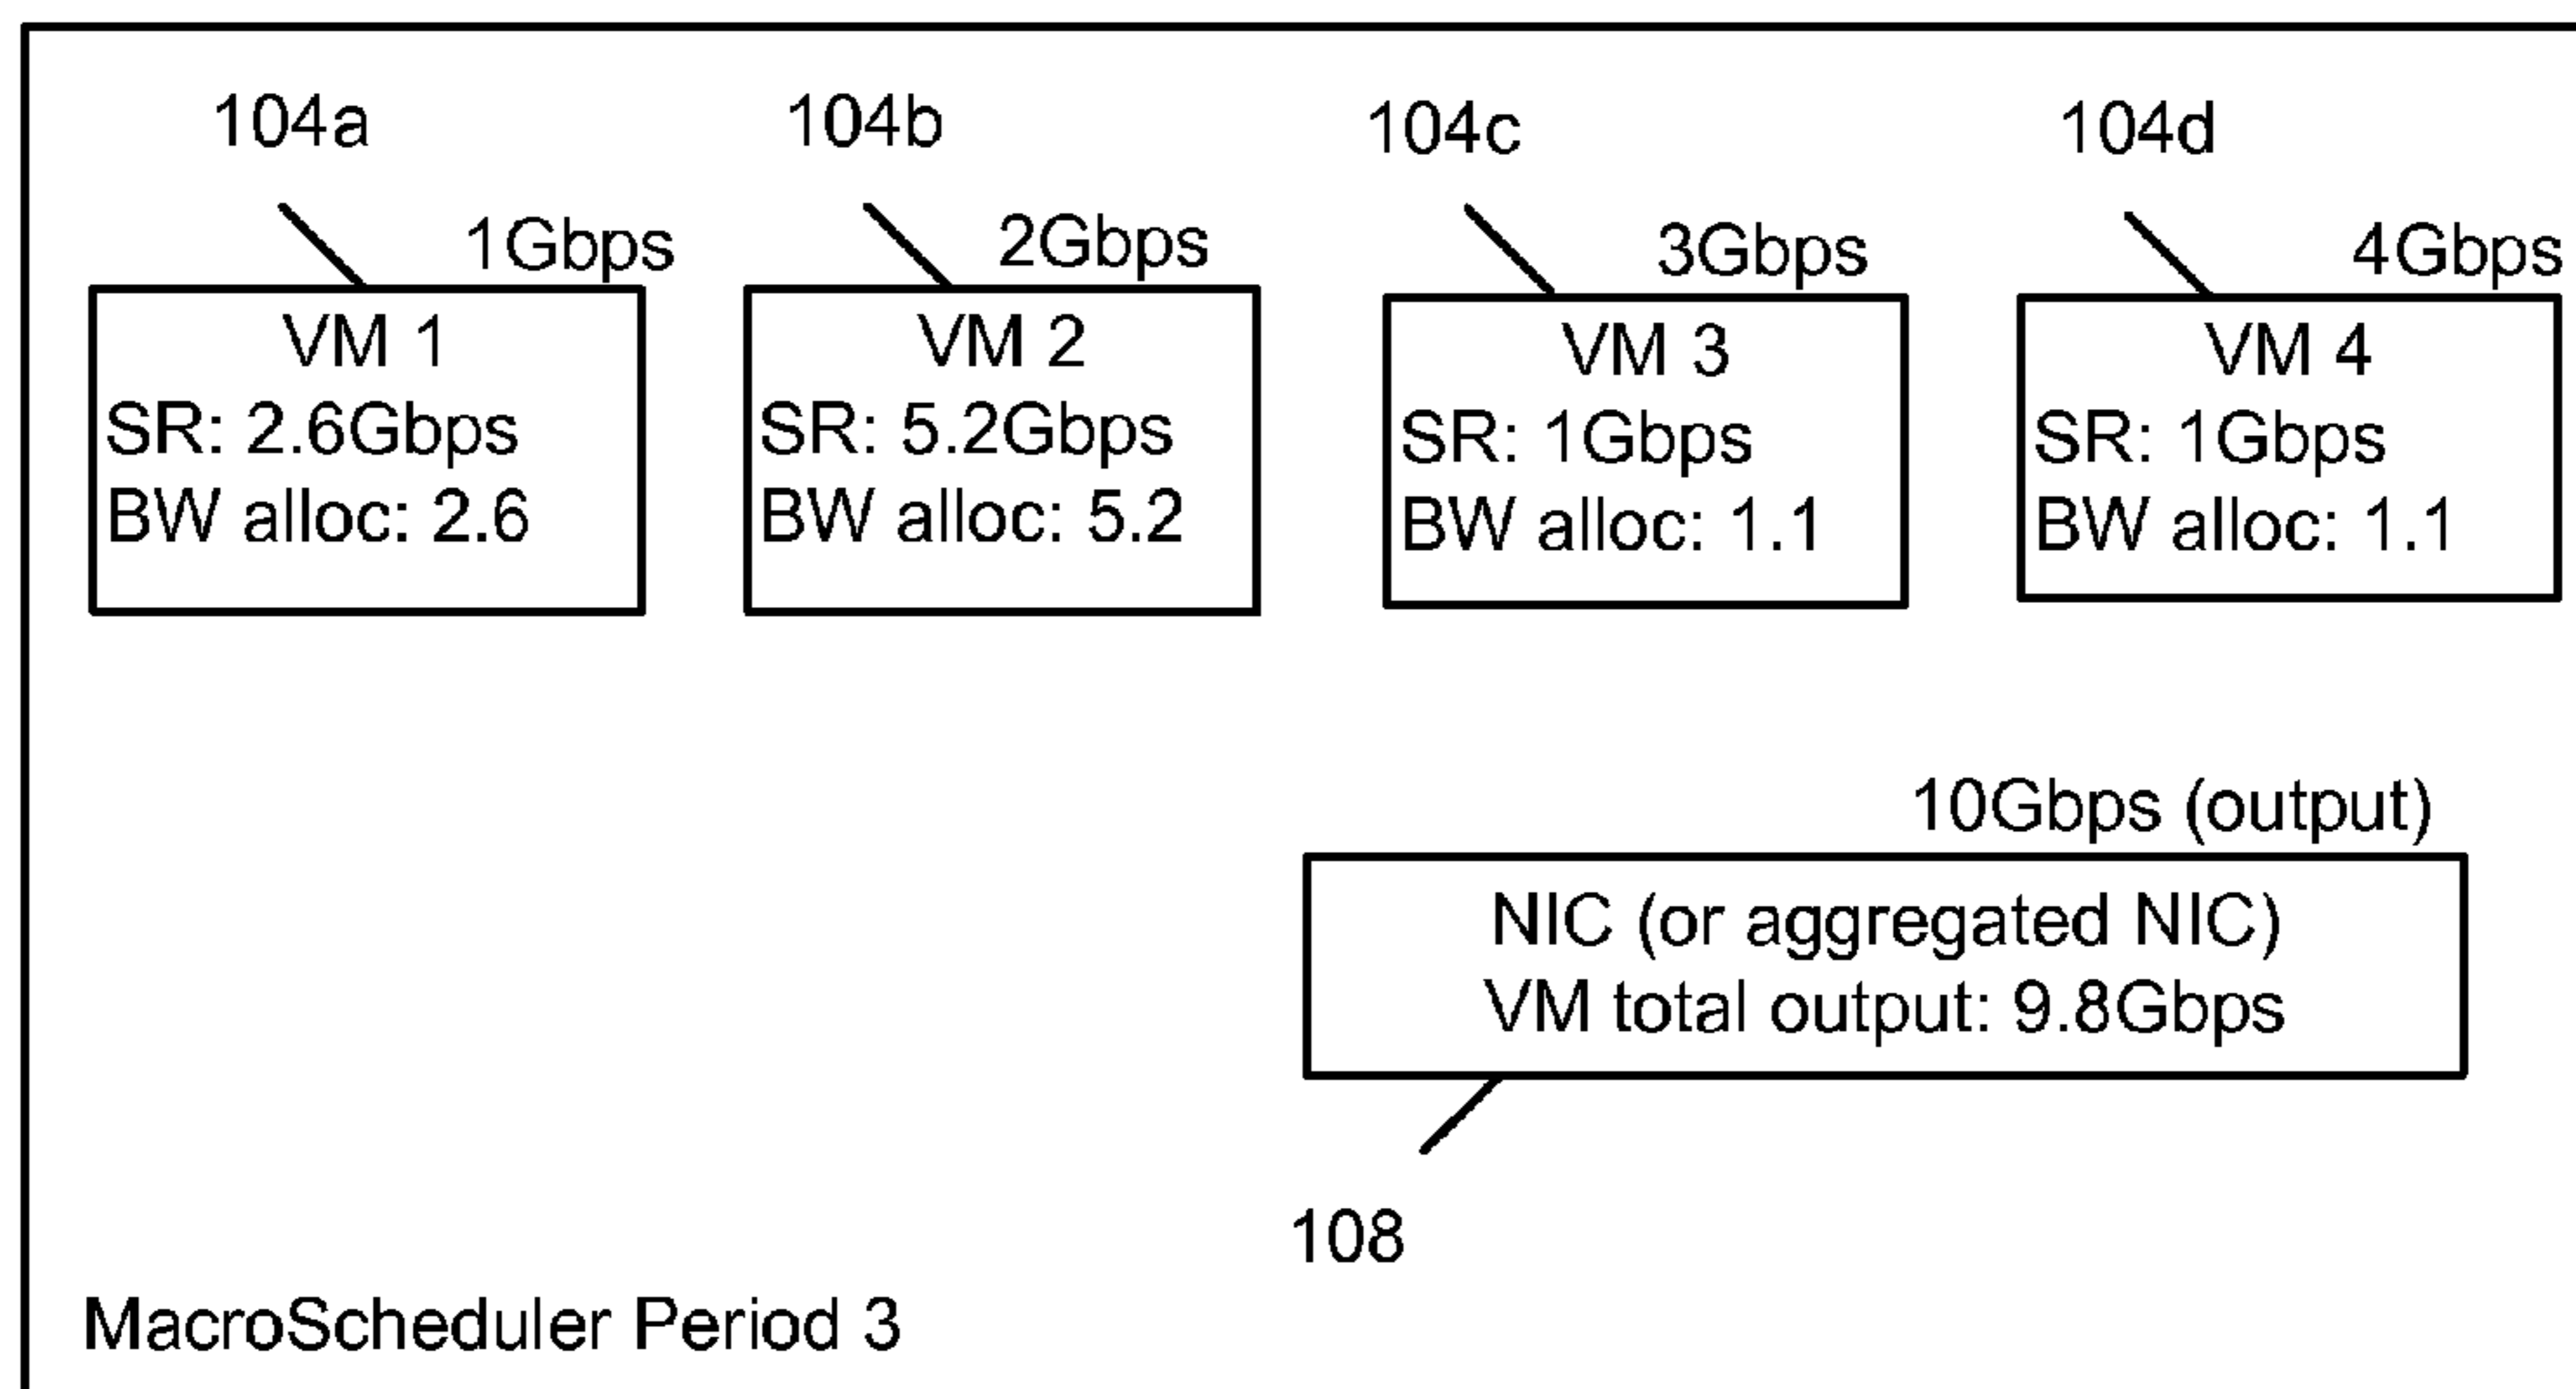 104a
104b
104c
104d
1Gbps
2Gbps
3Gbps
4Gbps
VM 1
SR: 2.6Gbps
BW alloc: 2.6
VM 2
SR: 5.2Gbps
BW alloc: 5.2
VM 3
SR: 1Gbps
BW alloc: 1.1
VM 4
SR: 1Gbps
BW alloc: 1.1
10Gbps (output)
NIC (or aggregated NIC)
VM total output: 9.8Gbps
108
MacroScheduler Period 3